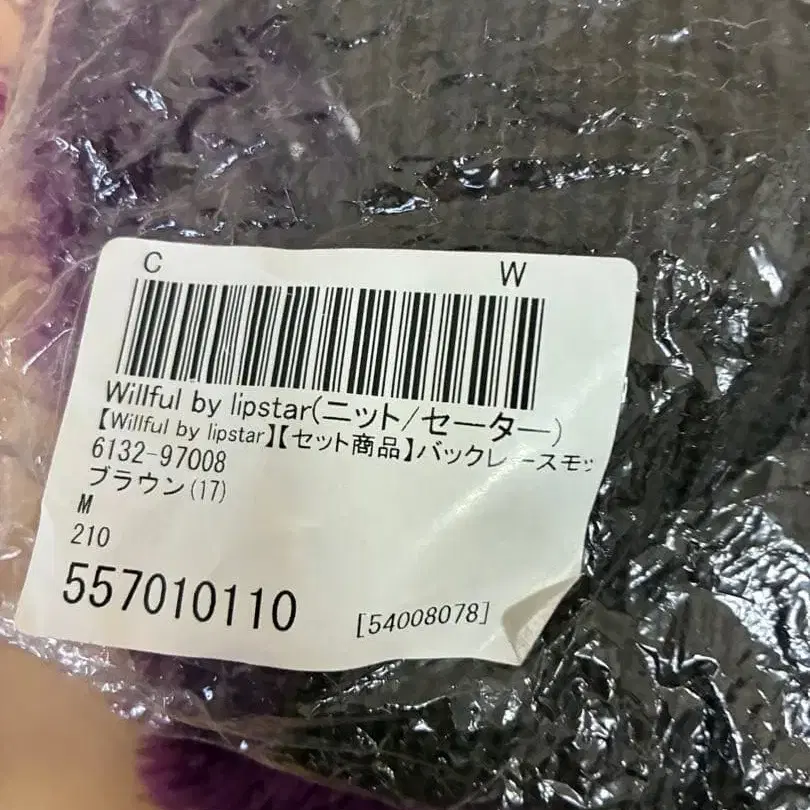 C W
Willful by lipstar(ニット/セーター)
【Willful by lipstar】【セット商品】バックレースモッ
6132-97008
ブラウン(17)
M
210
557010110 [54008078]